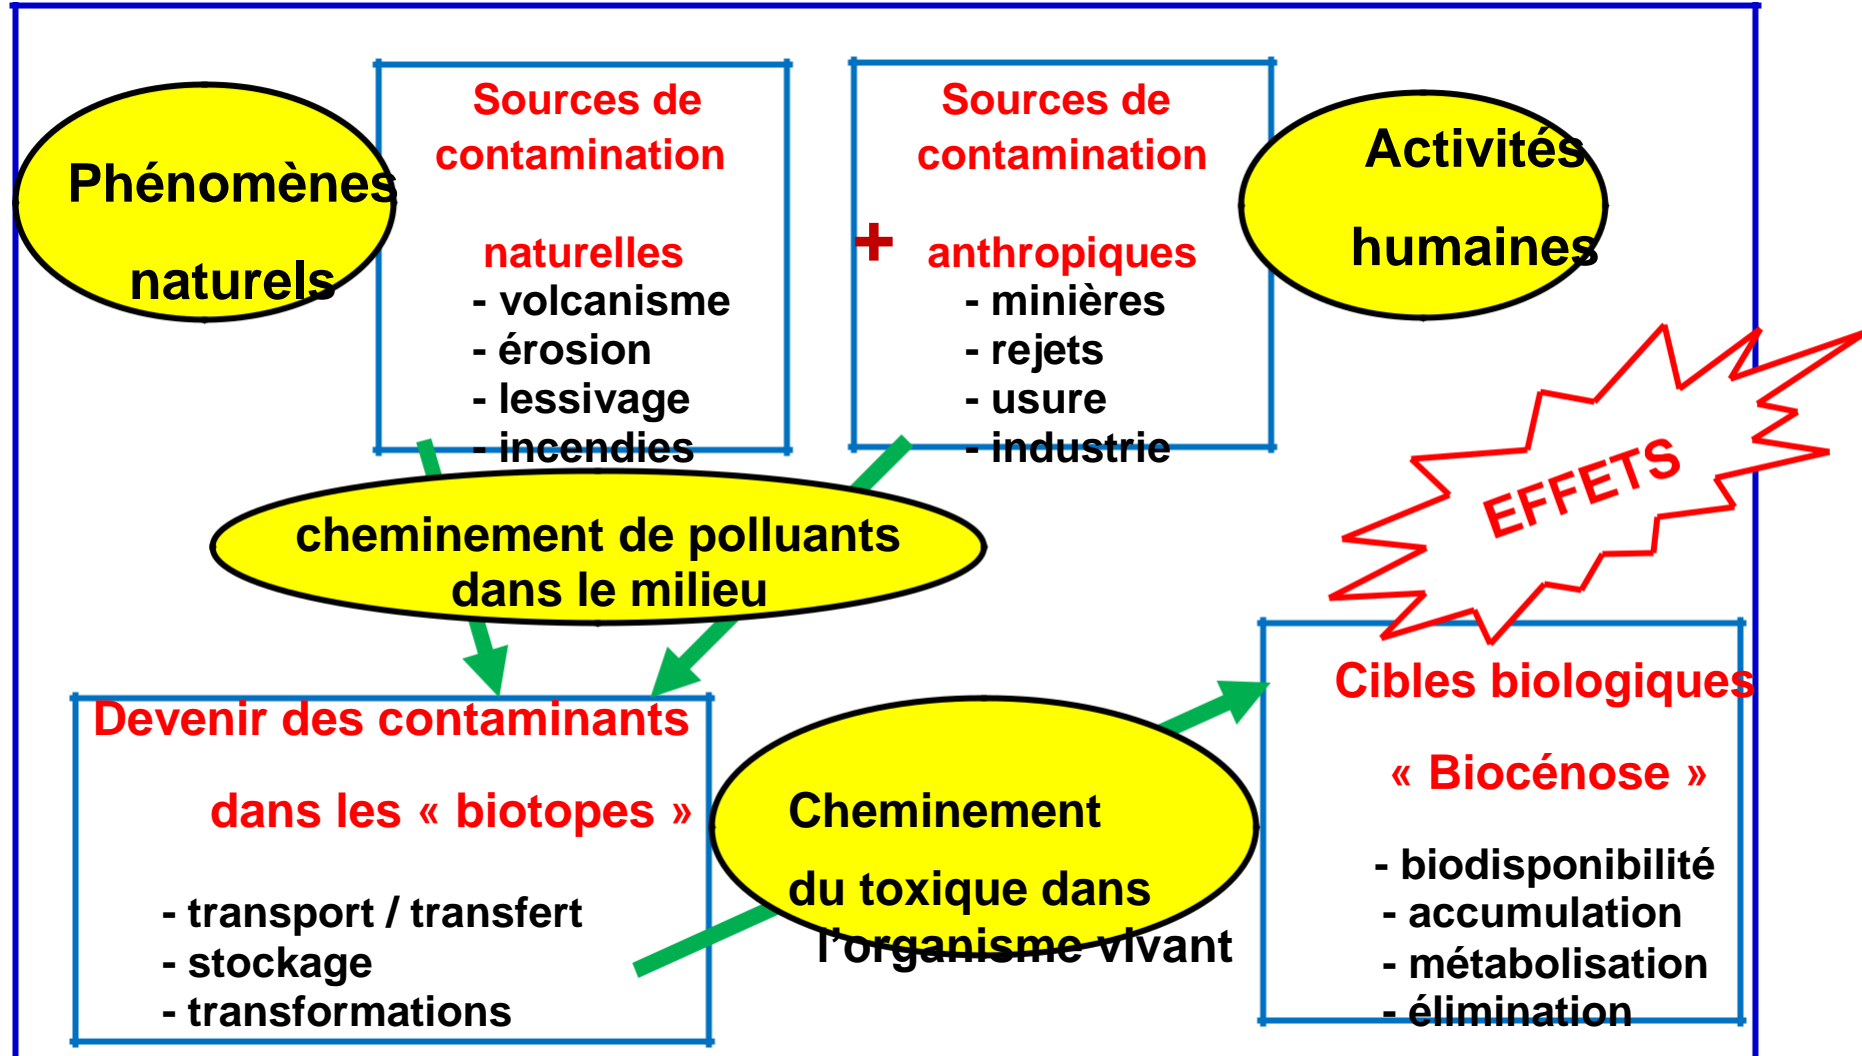 Phénomènes
naturels
Sources de
contamination
naturelles
- volcanisme
- érosion
- lessivage
- incendies
+
Sources de
contamination
anthropiques
- minières
- rejets
- usure
- industrie
Activités
humaines
cheminement de polluants
dans le milieu
EFFETS
Devenir des contaminants
dans les « biotopes »
- transport / transfert
- stockage
- transformations
Cheminement
du toxique dans
l’organisme vivant
Cibles biologiques
« Biocénose »
- biodisponibilité
- accumulation
- métabolisation
- élimination